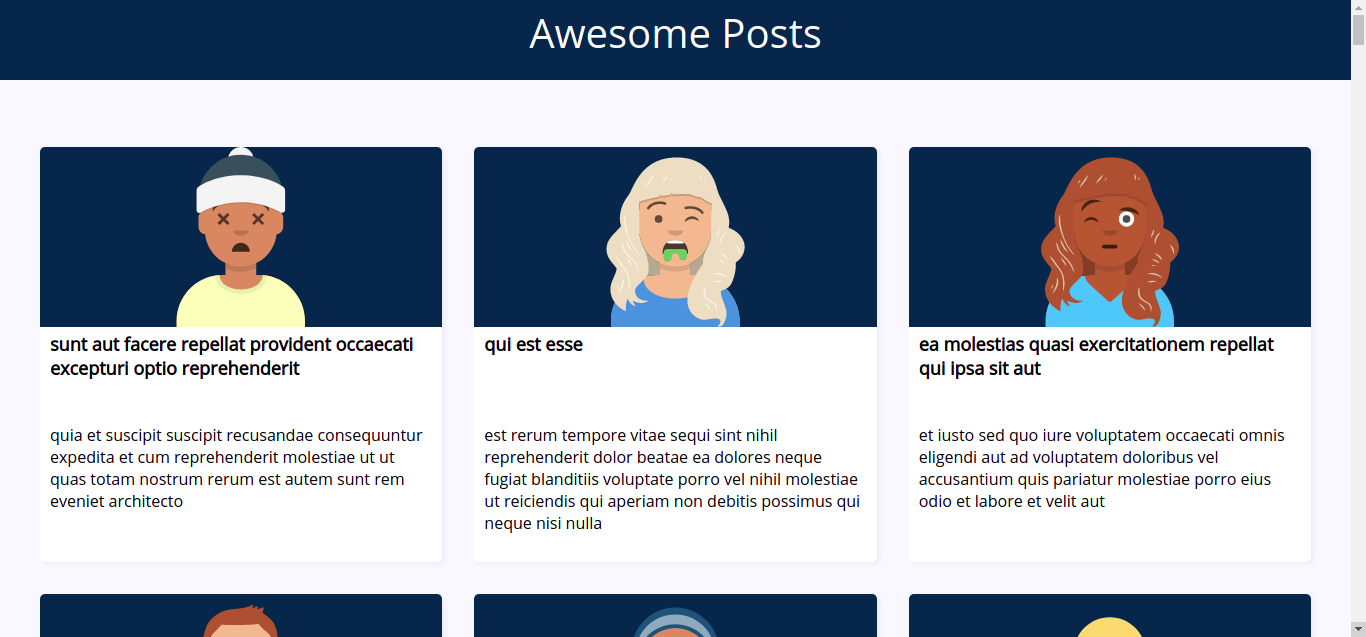 Awesome Posts
sunt aut facere repellat provident occaecati
excepturi optio reprehenderit
quia et suscipit suscipit recusandae consequuntur
expedita et cum reprehenderit molestiae ut ut
quas totam nostrum rerum est autem sunt rem
eveniet architecto
qui est esse
est rerum tempore vitae sequi sint nihil
reprehenderit dolor beatae ea dolores neque
fugiat blanditiis voluptate porro vel nihil molestiae
ut reiciendis qui aperiam non debitis possimus qui
neque nisi nulla
ea molestias quasi exercitationem repellat
qui ipsa sit aut
et iusto sed quo iure voluptatem occaecati omnis
eligendi aut ad voluptatem doloribus vel
accusantium quis pariatur molestiae porro eius
odio et labore et velit aut